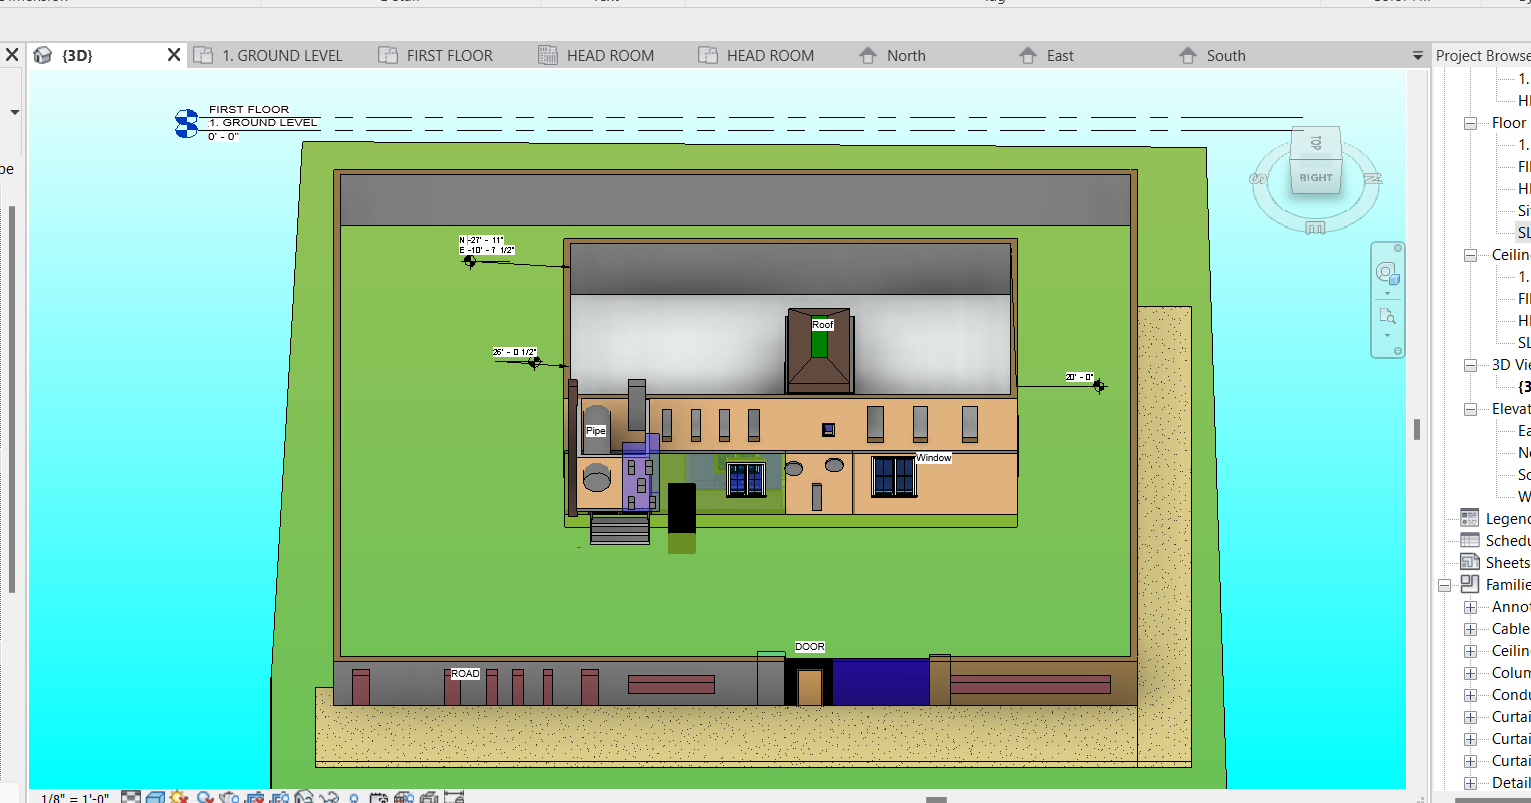 {3D}
1. GROUND LEVEL
FIRST FLOOR
HEAD ROOM
HEAD ROOM
North
East
South
Project Browse
pe
FIRST FLOOR
1. GROUND LEVEL
0' - 0"
TOP
RIGHT
N -27' - 11"
E -10' - 7 1/2"
Roof
26' - 0 1/2"
20' - 0"
Pipe
Window
DOOR
ROAD
1.
HI
Floor
1.
FI
HI
Si
SL
Ceilin
1.
FI
HI
SL
3D Vie
{3
Elevat
Ea
No
So
W
Legen
Schedu
Sheets
Familie
Annot
Cable
Ceilin
Colum
Condu
Curtai
Curtai
Curtai
Detail
1/8" = 1'-0"